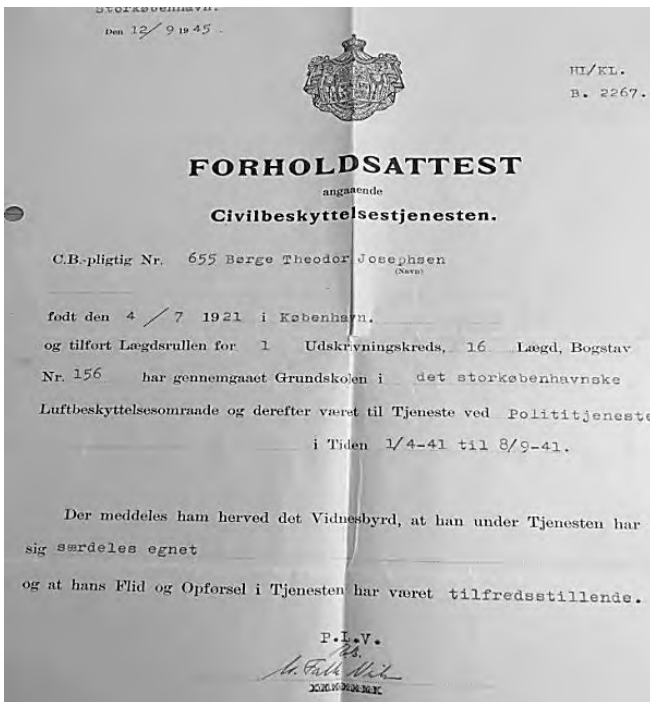 Storkøbenhavn.
Den 12/9 1945.
HI/KL.
B. 2267.
FORHOLDSATTEST
angaaende
Civilbeskyttelsestjenesten.
C.B.-pligtig Nr. 655 Børge Theodor Josephsen
(Navn)
født den 4/7 1921 i København.
og tilført Lægdsrullen for 1 Udskrivningskreds, 16 Lægd, Bogstav
Nr. 156 har gennemgaaet Grundskolen i det storkøbenhavnske
Luftbeskyttelsesomraade og derefter været til Tjeneste ved Polititjeneste
i Tiden 1/4-41 til 8/9-41.
Der meddeles ham herved det Vidnesbyrd, at han under Tjenesten har
sig særdeles egnet
og at hans Flid og Opførsel i Tjenesten har været tilfredsstillende.
P.L.V.